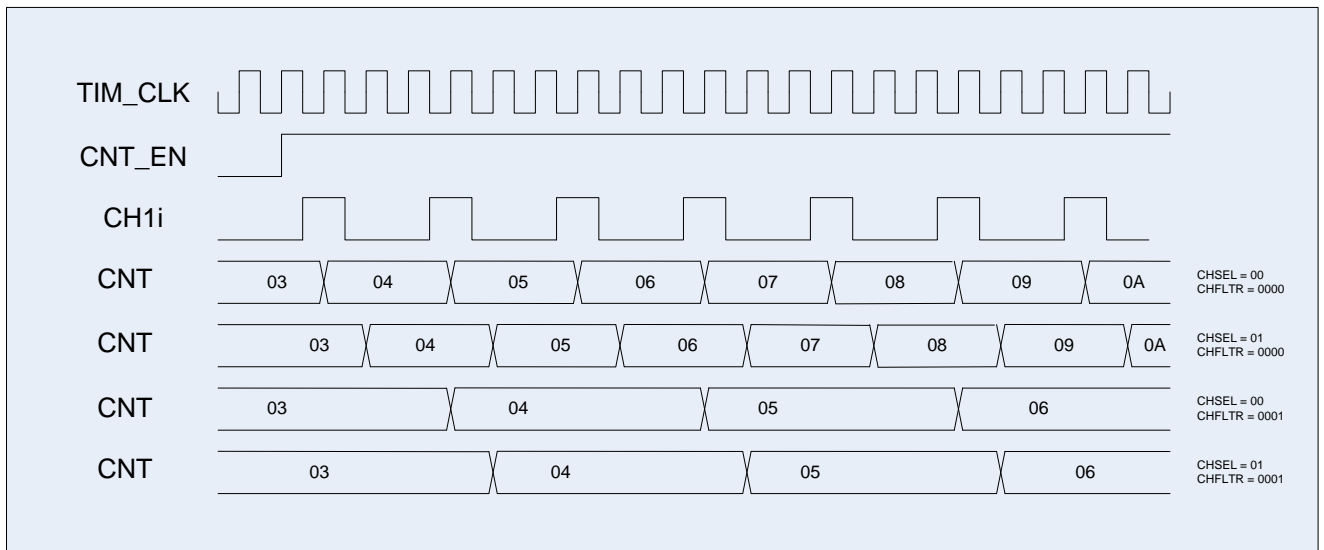 TIM_CLK
CNT_EN
CH1i
CNT 03 04 05 06 07 08 09 0A CHSEL = 00
CHFLTR = 0000
CNT 03 04 05 06 07 08 09 0A CHSEL = 01
CHFLTR = 0000
CNT 03 04 05 06 CHSEL = 00
CHFLTR = 0001
CNT 03 04 05 06 CHSEL = 01
CHFLTR = 0001